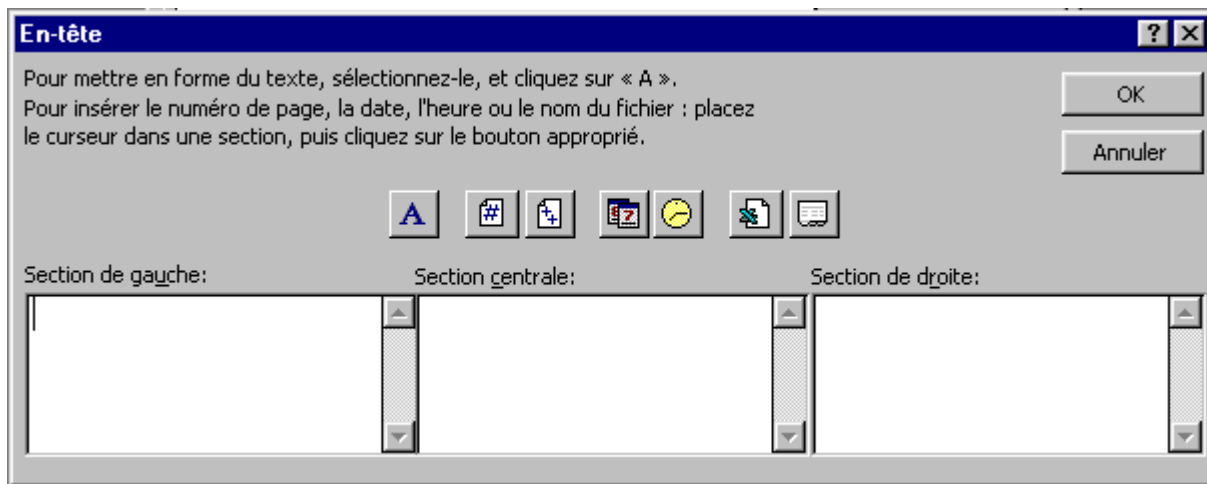 En-tête
Pour mettre en forme du texte, sélectionnez-le, et cliquez sur « A ».
Pour insérer le numéro de page, la date, l'heure ou le nom du fichier : placez
le curseur dans une section, puis cliquez sur le bouton approprié.
OK
Annuler
A
Section de gauche:
Section centrale:
Section de droite: